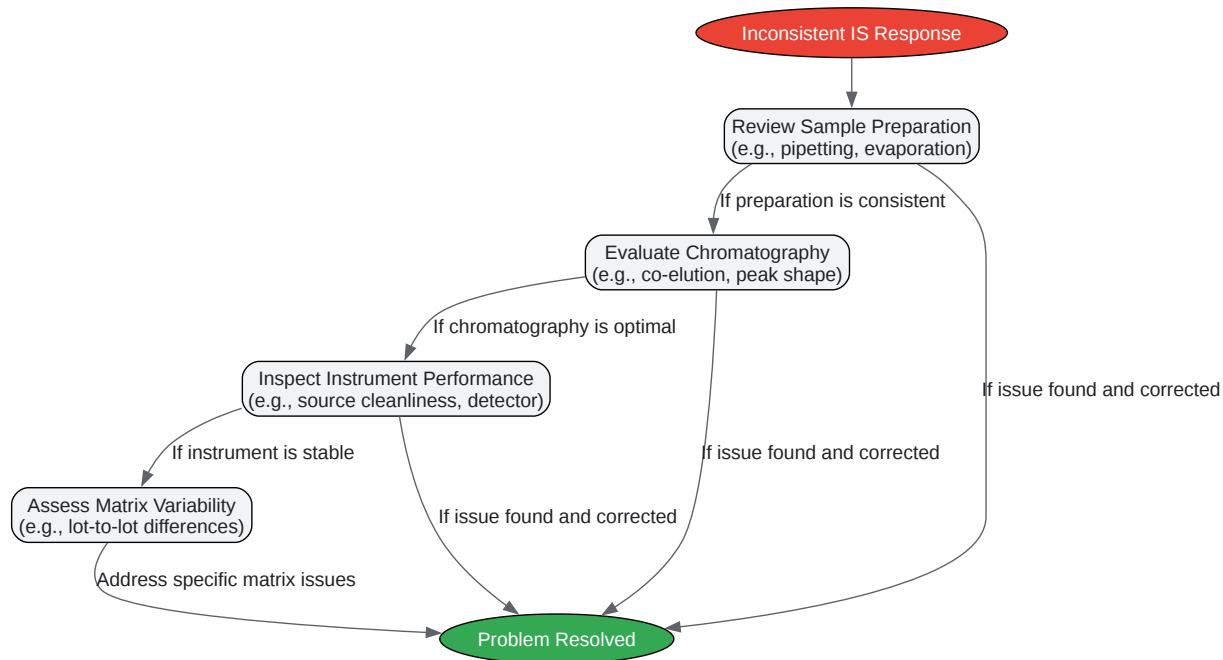 Inconsistent IS Response
Review Sample Preparation
(e.g., pipetting, evaporation)
If preparation is consistent
Evaluate Chromatography
(e.g., co-elution, peak shape)
If chromatography is optimal
Inspect Instrument Performance
(e.g., source cleanliness, detector)
If issue found and corrected
If instrument is stable
If issue found and corrected
Assess Matrix Variability
(e.g., lot-to-lot differences)
If issue found and corrected
Address specific matrix issues
Problem Resolved